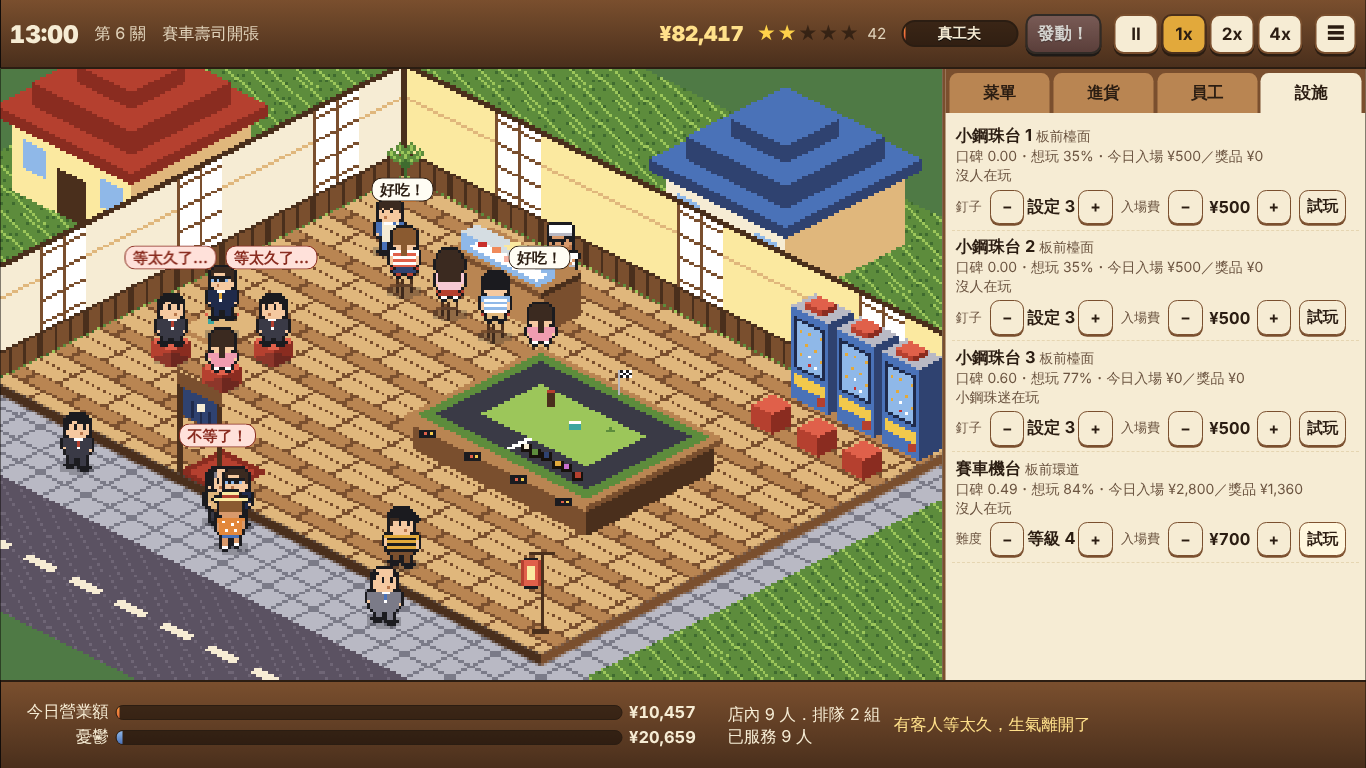 13:00 第 6 關 賽車壽司開張 ¥82,417 ★★★★★ 42 真工夫 發動！ II 1x 2x 4x ☰
菜單 進貨 員工 設施
小鋼珠台 1 板前檯面
口碑 0.00・想玩 35%・今日入場 ¥500／獎品 ¥0
沒人在玩
釘子 − 設定 3 + 入場費 − ¥500 + 試玩
小鋼珠台 2 板前檯面
口碑 0.00・想玩 35%・今日入場 ¥500／獎品 ¥0
沒人在玩
釘子 − 設定 3 + 入場費 − ¥500 + 試玩
小鋼珠台 3 板前檯面
口碑 0.60・想玩 77%・今日入場 ¥0／獎品 ¥0
小鋼珠迷在玩
釘子 − 設定 3 + 入場費 − ¥500 + 試玩
賽車機台 板前環道
口碑 0.49・想玩 84%・今日入場 ¥2,800／獎品 ¥1,360
沒人在玩
難度 − 等級 4 + 入場費 − ¥700 + 試玩
好吃！
等太久了…
等太久了…
好吃！
不等了！
今日營業額 ¥10,457
憂鬱 ¥20,659
店內 9 人．排隊 2 組
已服務 9 人
有客人等太久，生氣離開了